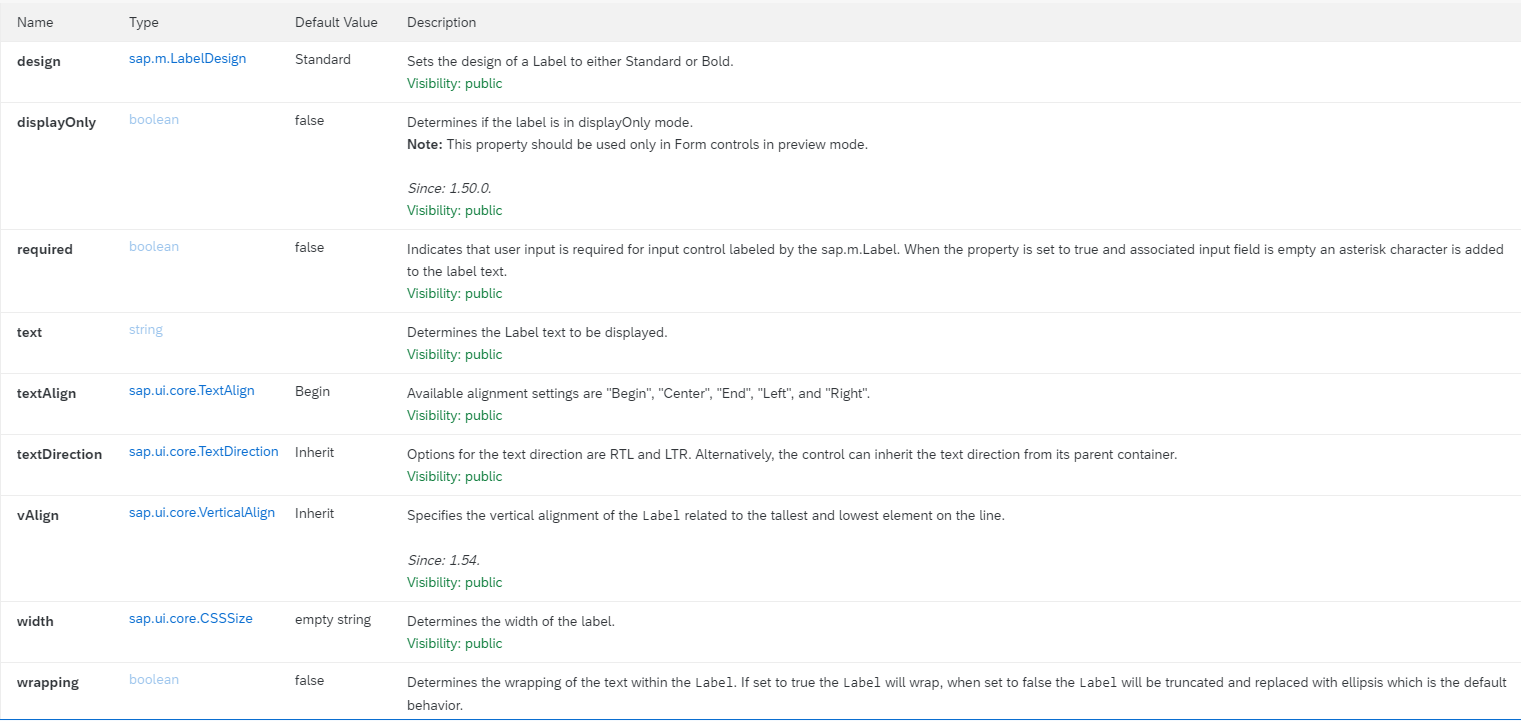 Name Type Default Value Description
design sap.m.LabelDesign Standard Sets the design of a Label to either Standard or Bold.
Visibility: public
displayOnly boolean false Determines if the label is in displayOnly mode.
Note: This property should be used only in Form controls in preview mode.
Since: 1.50.0.
Visibility: public
required boolean false Indicates that user input is required for input control labeled by the sap.m.Label. When the property is set to true and associated input field is empty an asterisk character is added
to the label text.
Visibility: public
text string Determines the Label text to be displayed.
Visibility: public
textAlign sap.ui.core.TextAlign Begin Available alignment settings are "Begin", "Center", "End", "Left", and "Right".
Visibility: public
textDirection sap.ui.core.TextDirection Inherit Options for the text direction are RTL and LTR. Alternatively, the control can inherit the text direction from its parent container.
Visibility: public
vAlign sap.ui.core.VerticalAlign Inherit Specifies the vertical alignment of the Label related to the tallest and lowest element on the line.
Since: 1.54.
Visibility: public
width sap.ui.core.CSSSize empty string Determines the width of the label.
Visibility: public
wrapping boolean false Determines the wrapping of the text within the Label. If set to true the Label will wrap, when set to false the Label will be truncated and replaced with ellipsis which is the default
behavior.